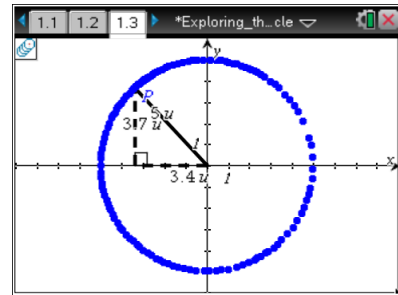 1.1 1.2 1.3 *Exploring_th…cle
y
P
5 u
3.7 u
1
x
3.4 u 1